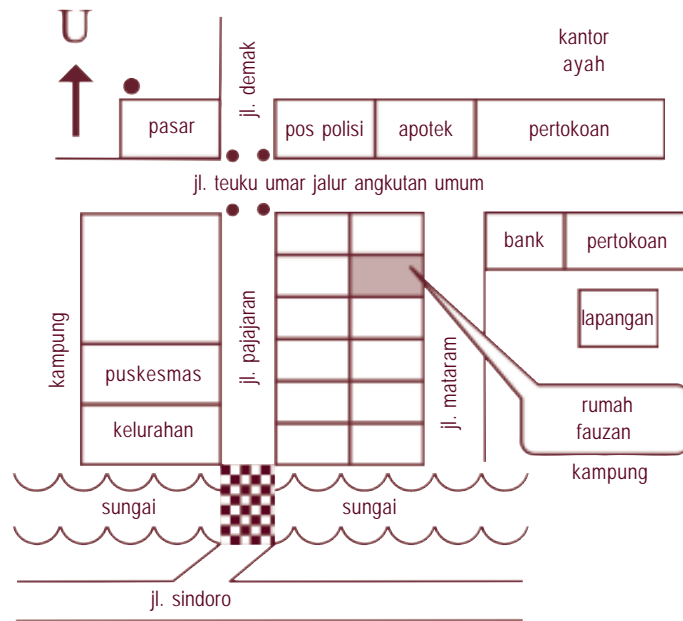 U
kantor
ayah
jl. demak
pasar
pos polisi
apotek
pertokoan
jl. teuku umar jalur angkutan umum
bank
pertokoan
lapangan
kampung
jl. pajajaran
jl. mataram
puskesmas
kelurahan
rumah
fauzan
kampung
sungai
sungai
jl. sindoro